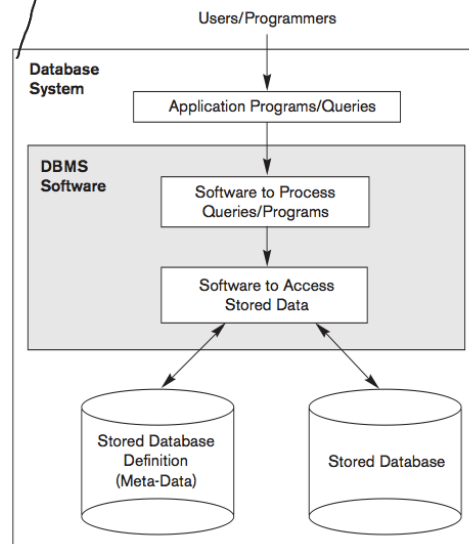 Users/Programmers
Database
System
Application Programs/Queries
DBMS
Software
Software to Process
Queries/Programs
Software to Access
Stored Data
Stored Database
Definition
(Meta-Data)
Stored Database